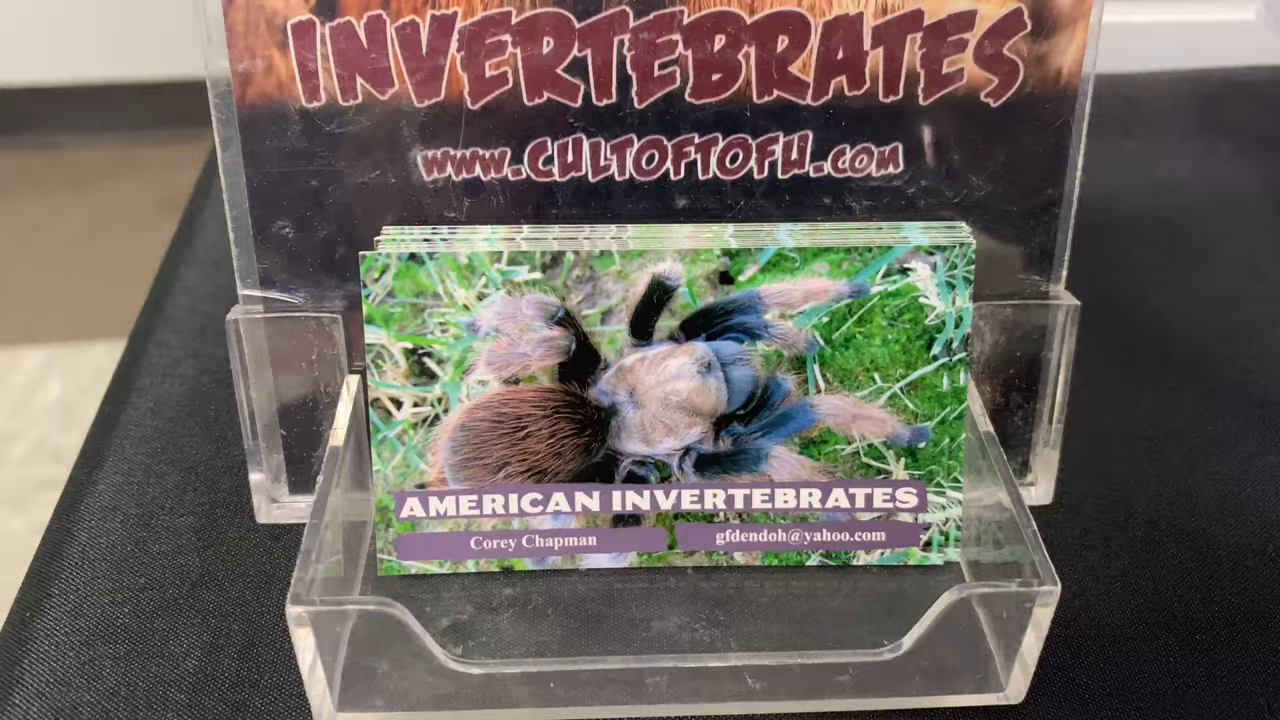 INVERTEBRATES
www.CULTOFTOFU.com
AMERICAN INVERTEBRATES
Corey Chapman
gfdendoh@yahoo.com